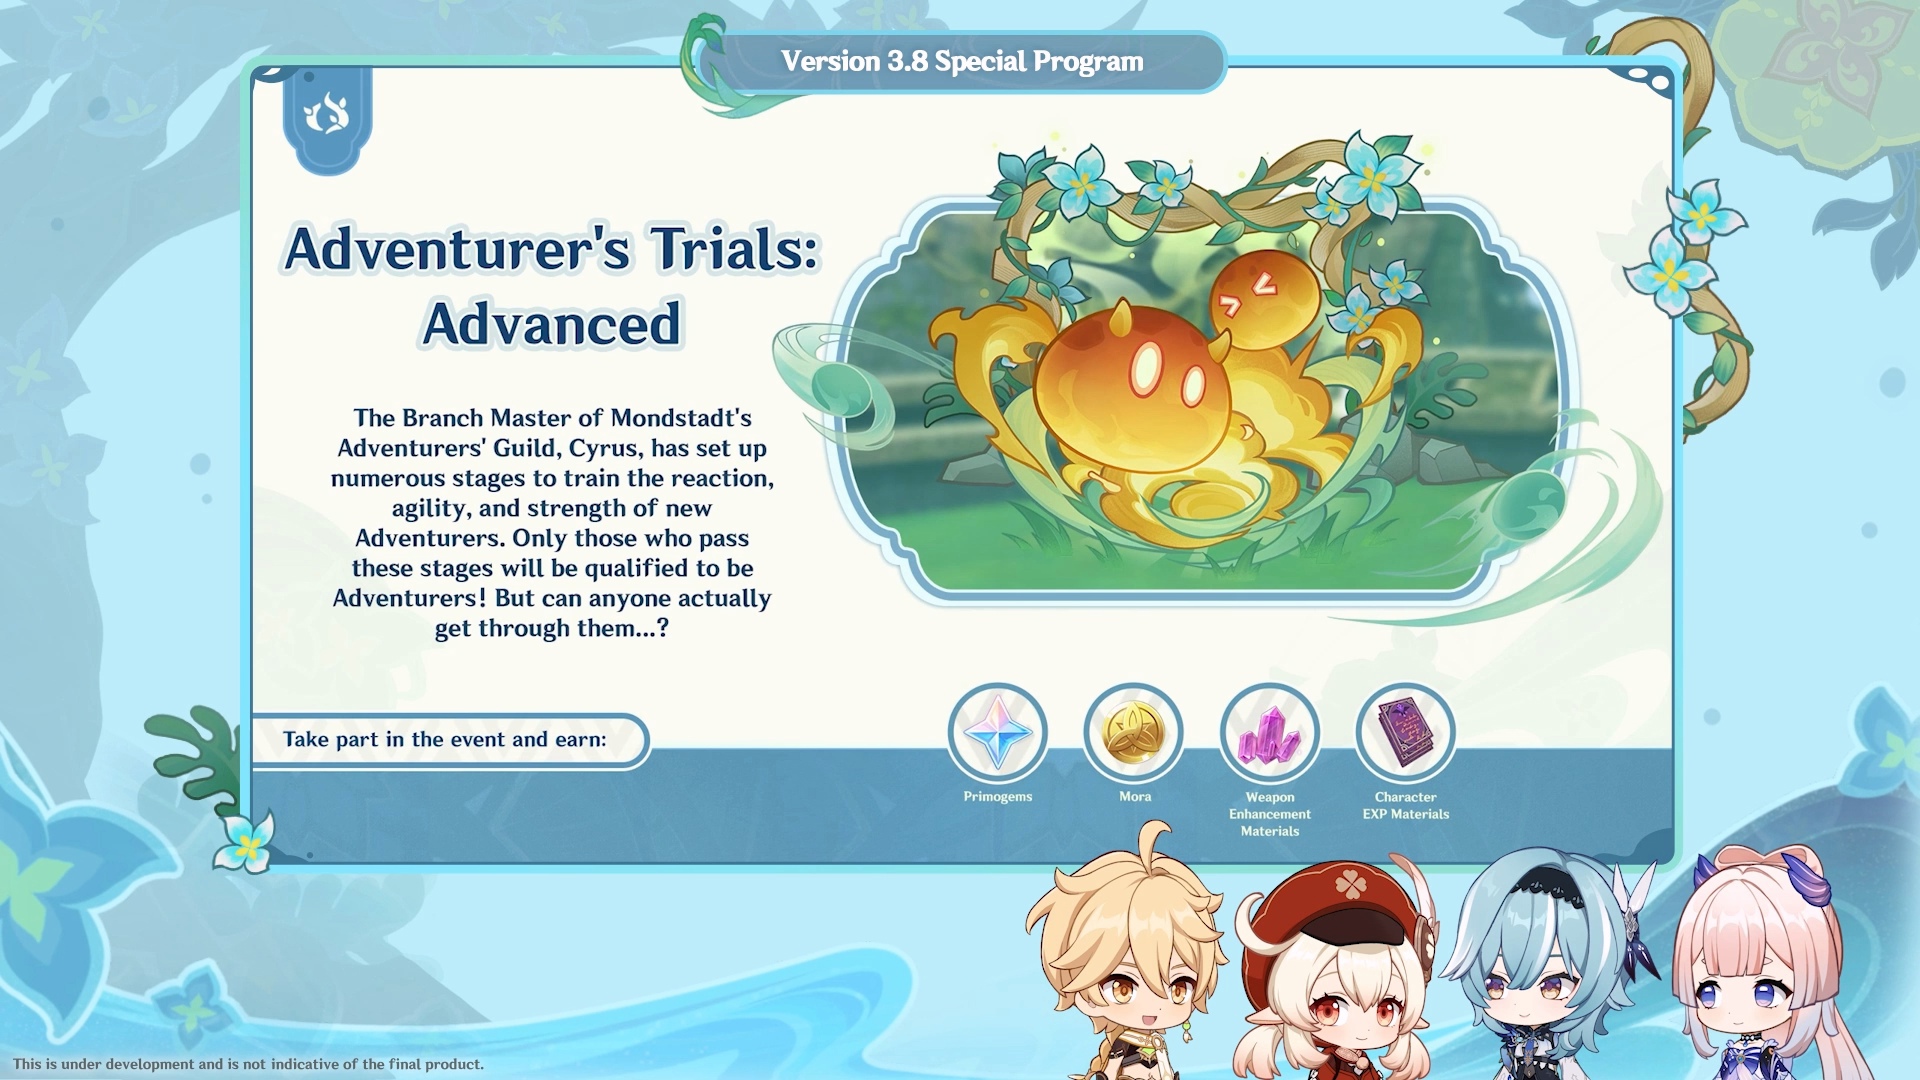 Version 3.8 Special Program
Adventurer's Trials:
Advanced
The Branch Master of Mondstadt's
Adventurers' Guild, Cyrus, has set up
numerous stages to train the reaction,
agility, and strength of new
Adventurers. Only those who pass
these stages will be qualified to be
Adventurers! But can anyone actually
get through them...?
Take part in the event and earn:
Primogems
Mora
Weapon
Enhancement
Materials
Character
EXP Materials
This is under development and is not indicative of the final product.